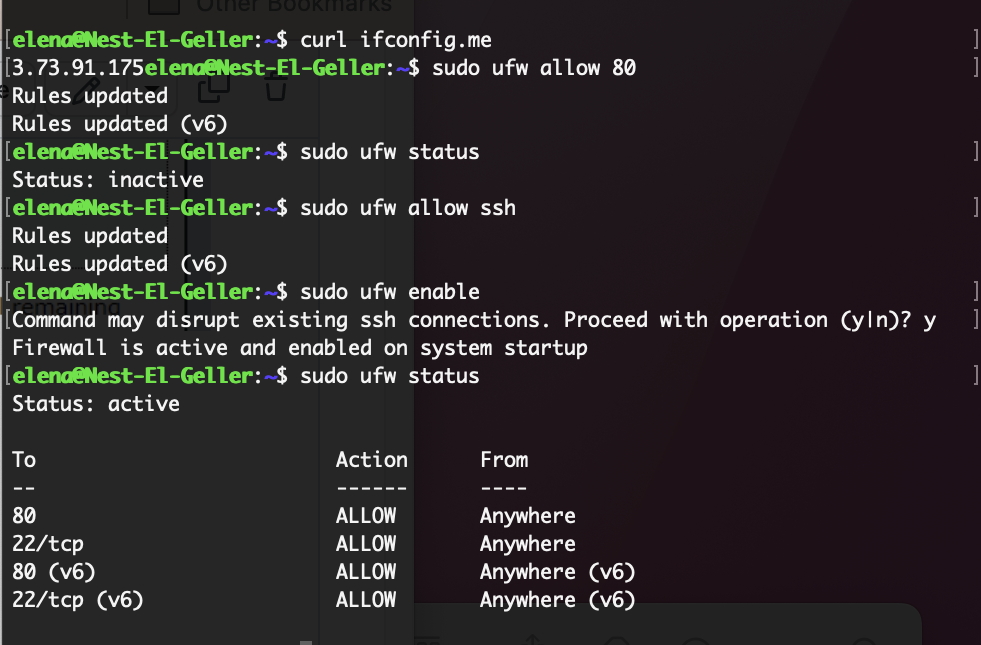 Other Bookmarks
[elena@Nest-El-Geller:~$ curl ifconfig.me ]
[3.73.91.175elena@Nest-El-Geller:~$ sudo ufw allow 80 ]
Rules updated
Rules updated (v6)
[elena@Nest-El-Geller:~$ sudo ufw status ]
Status: inactive
[elena@Nest-El-Geller:~$ sudo ufw allow ssh ]
Rules updated
Rules updated (v6)
[elena@Nest-El-Geller:~$ sudo ufw enable ]
remaining
[Command may disrupt existing ssh connections. Proceed with operation (y|n)? y ]
Firewall is active and enabled on system startup
[elena@Nest-El-Geller:~$ sudo ufw status ]
Status: active
To Action From
-- ------ ----
80 ALLOW Anywhere
22/tcp ALLOW Anywhere
80 (v6) ALLOW Anywhere (v6)
22/tcp (v6) ALLOW Anywhere (v6)